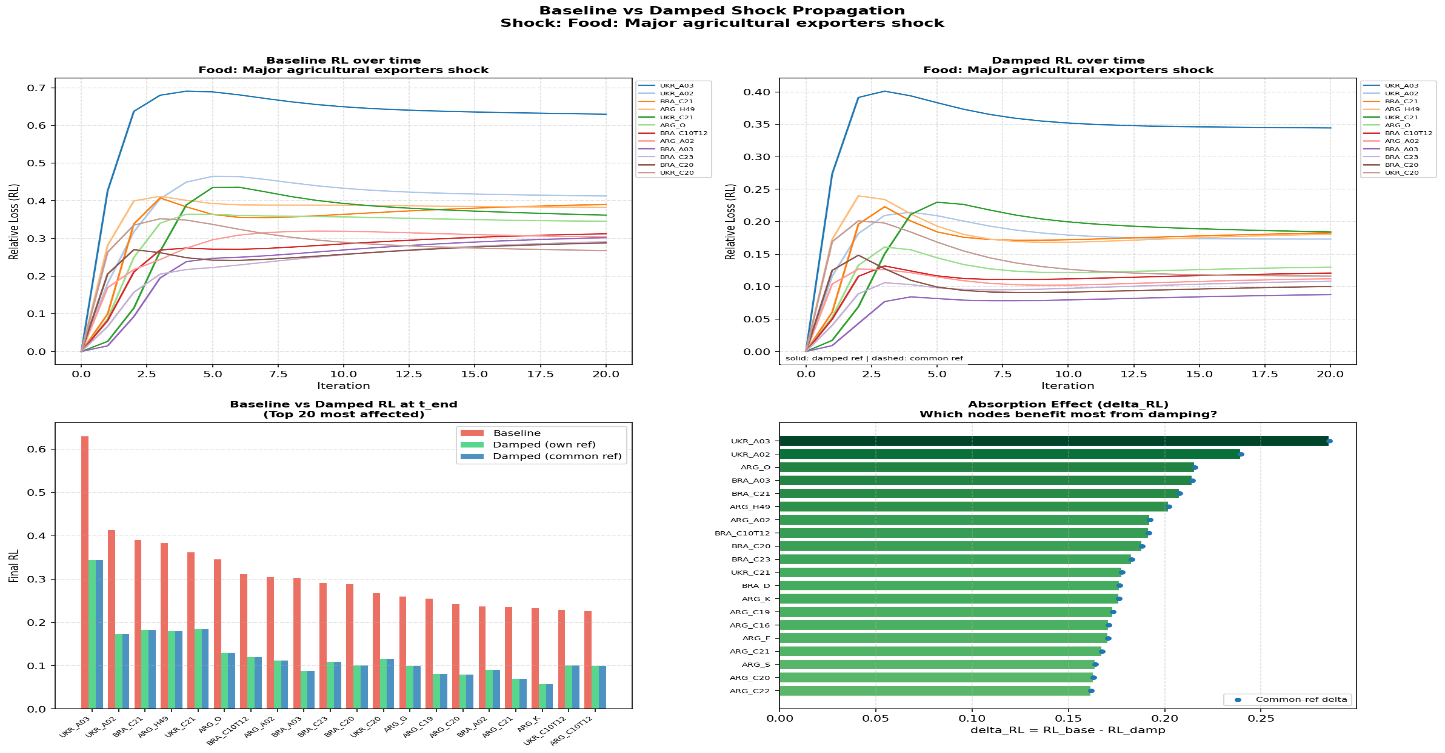 Baseline vs Damped Shock Propagation
Shock: Food: Major agricultural exporters shock
Baseline RL over time
Food: Major agricultural exporters shock
Relative Loss (RL)
0.7
0.6
0.5
0.4
0.3
0.2
0.1
0.0
0.0 2.5 5.0 7.5 10.0 12.5 15.0 17.5 20.0
Iteration
UKR_A03
UKR_A02
BRA_C21
ARG_H49
UKR_C21
ARG_O
BRA_C10T12
ARG_A02
BRA_A03
BRA_C23
BRA_C20
UKR_C20
Damped RL over time
Food: Major agricultural exporters shock
Relative Loss (RL)
0.40
0.35
0.30
0.25
0.20
0.15
0.10
0.05
0.00
solid: damped ref | dashed: common ref
0.0 2.5 5.0 7.5 10.0 12.5 15.0 17.5 20.0
Iteration
UKR_A03
UKR_A02
BRA_C21
ARG_H49
UKR_C21
ARG_O
BRA_C10T12
ARG_A02
BRA_A03
BRA_C23
BRA_C20
UKR_C20
Baseline vs Damped RL at t_end
(Top 20 most affected)
Final RL
0.6
0.5
0.4
0.3
0.2
0.1
0.0
Baseline
Damped (own ref)
Damped (common ref)
UKR_A03
UKR_A02
BRA_C21
ARG_H49
UKR_C21
ARG_O
BRA_C10T12
ARG_A02
BRA_A03
BRA_C23
BRA_C20
UKR_C20
ARG_G
ARG_C19
ARG_C20
BRA_A02
ARG_C21
ARG_K
UKR_C10T12
ARG_C10T12
Absorption Effect (delta_RL)
Which nodes benefit most from damping?
UKR_A03
UKR_A02
ARG_O
BRA_A03
BRA_C21
ARG_H49
ARG_A02
BRA_C10T12
BRA_C20
BRA_C23
UKR_C21
BRA_D
ARG_K
ARG_C19
ARG_C16
ARG_F
ARG_C21
ARG_S
ARG_C20
ARG_C22
Common-ref delta
0.00 0.05 0.10 0.15 0.20 0.25
delta_RL = RL_base - RL_damp